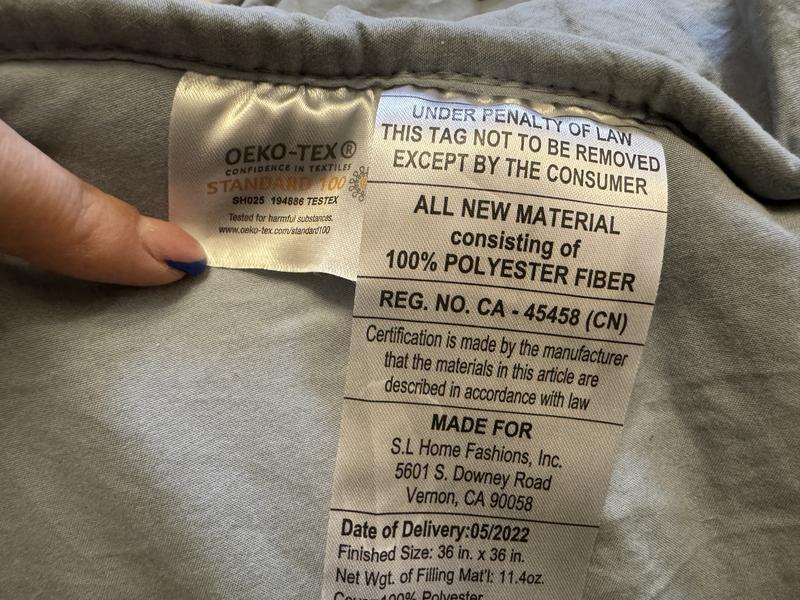 OEKO-TEX®
CONFIDENCE IN TEXTILES
STANDARD 100
SH025 194886 TESTEX
Tested for harmful substances.
www.oeko-tex.com/standard100
UNDER PENALTY OF LAW
THIS TAG NOT TO BE REMOVED
EXCEPT BY THE CONSUMER
ALL NEW MATERIAL
consisting of
100% POLYESTER FIBER
REG. NO. CA - 45458 (CN)
Certification is made by the manufacturer
that the materials in this article are
described in accordance with law
MADE FOR
S.L Home Fashions, Inc.
5601 S. Downey Road
Vernon, CA 90058
Date of Delivery:05/2022
Finished Size: 36 in. x 36 in.
Net Wgt. of Filling Mat'l: 11.4oz.
100% Polyester